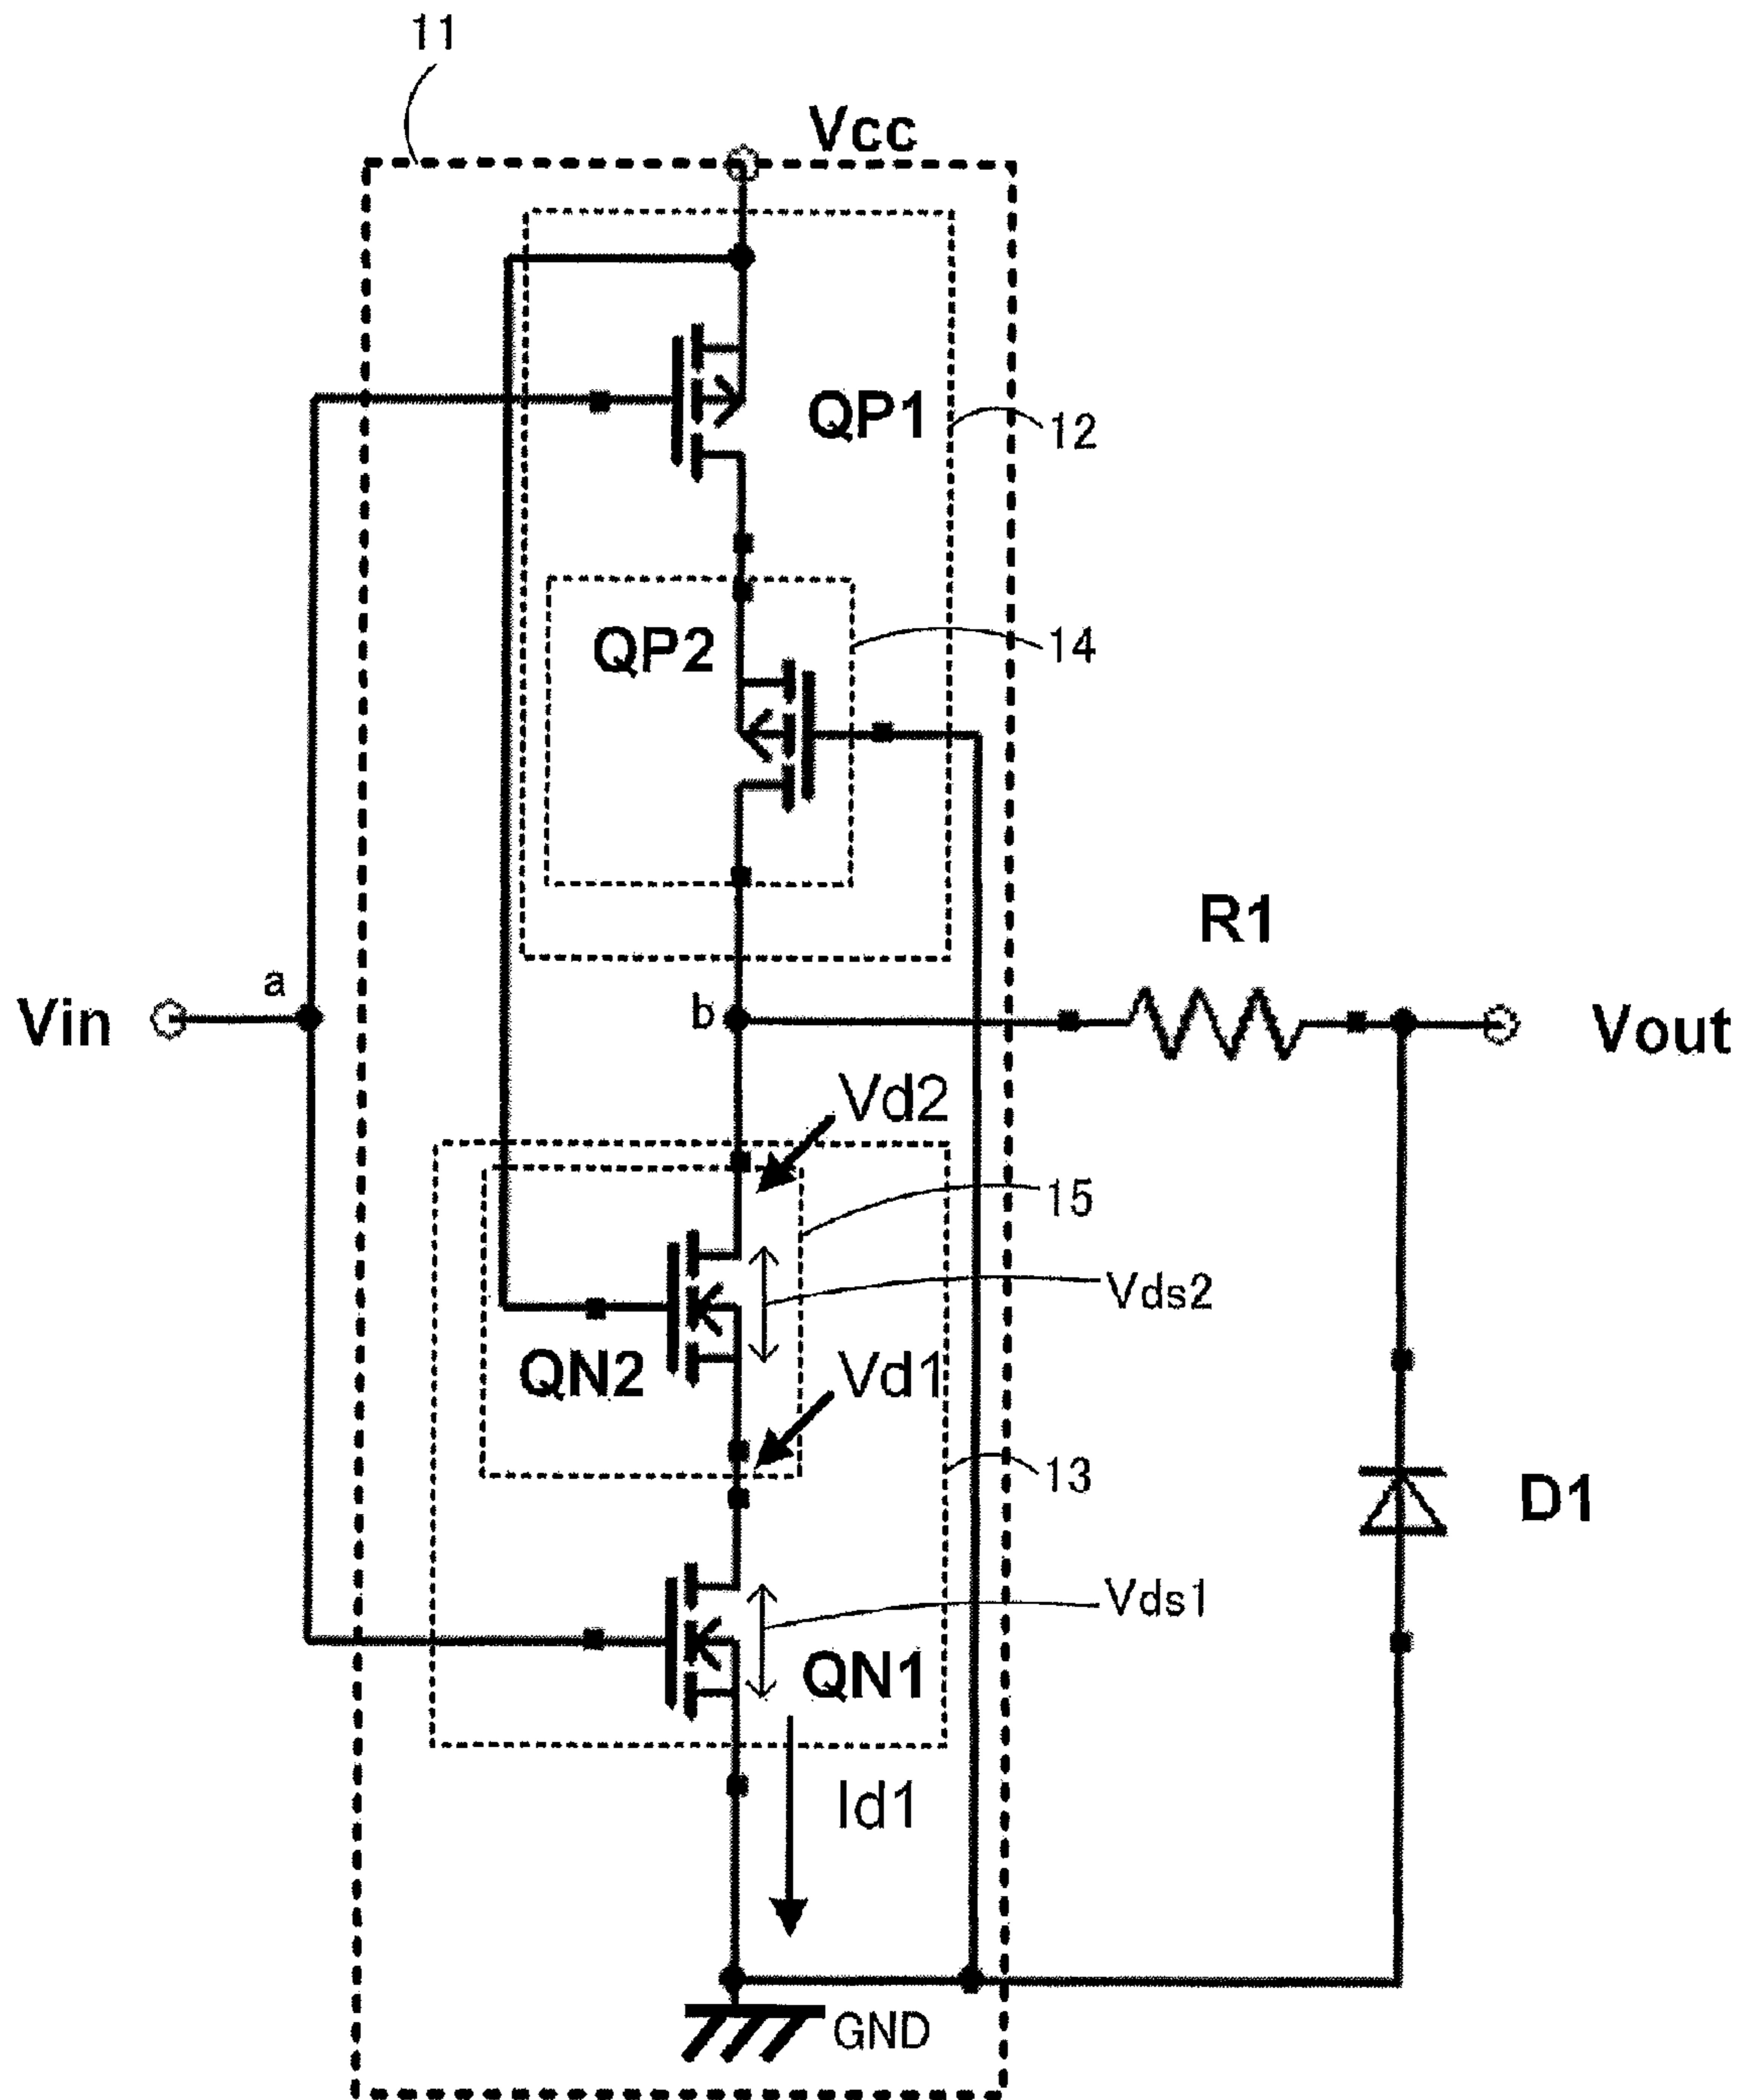 11
Vcc
QP1
12
QP2
14
R1
a
Vin
b
Vout
Vd2
15
Vds2
QN2
Vd1
13
D1
Vds1
QN1
Id1
GND